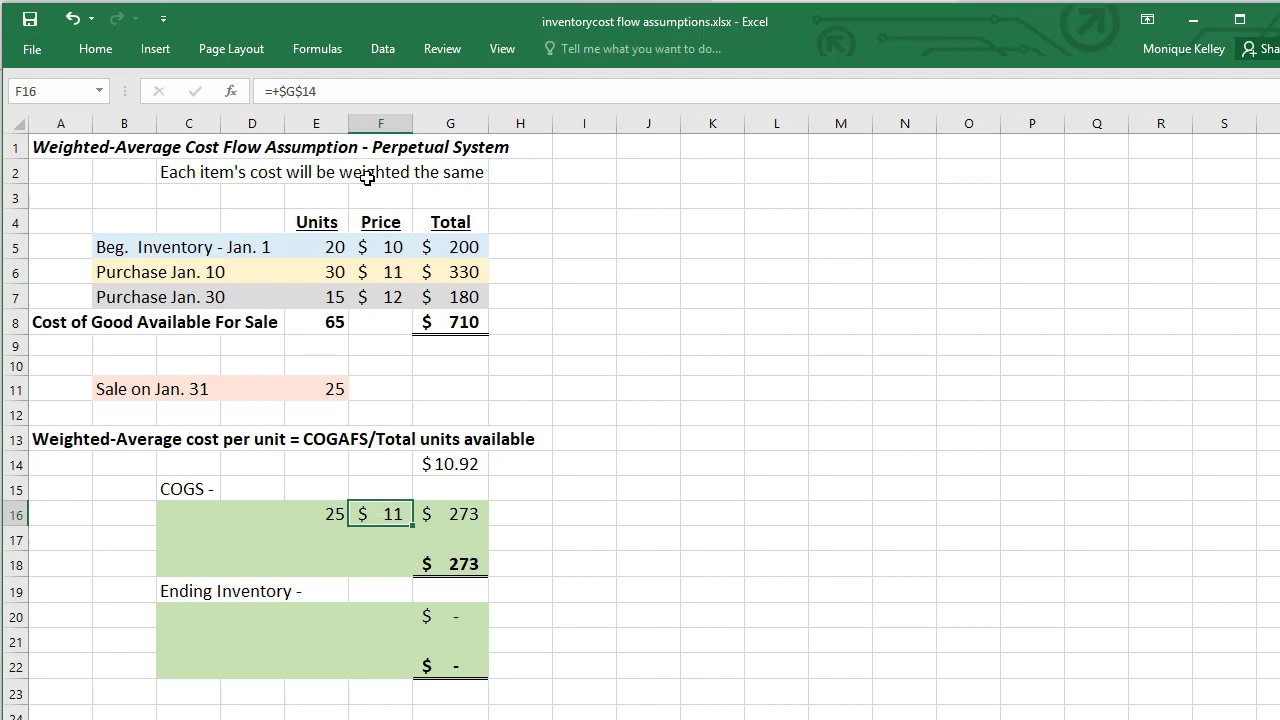 inventorycost flow assumptions.xlsx - Excel
File Home Insert Page Layout Formulas Data Review View Tell me what you want to do... Monique Kelley Sha
F16 fx =+$G$14
A B C D E F G H I J K L M N O P Q R S
1 Weighted-Average Cost Flow Assumption - Perpetual System
2 Each item's cost will be weighted the same
3
4 Units Price Total
5 Beg. Inventory - Jan. 1 20 $ 10 $ 200
6 Purchase Jan. 10 30 $ 11 $ 330
7 Purchase Jan. 30 15 $ 12 $ 180
8 Cost of Good Available For Sale 65 $ 710
9
10
11 Sale on Jan. 31 25
12
13 Weighted-Average cost per unit = COGAFS/Total units available
14 $10.92
15 COGS -
16 25 $ 11 $ 273
17
18 $ 273
19 Ending Inventory -
20 $ -
21
22 $ -
23
24